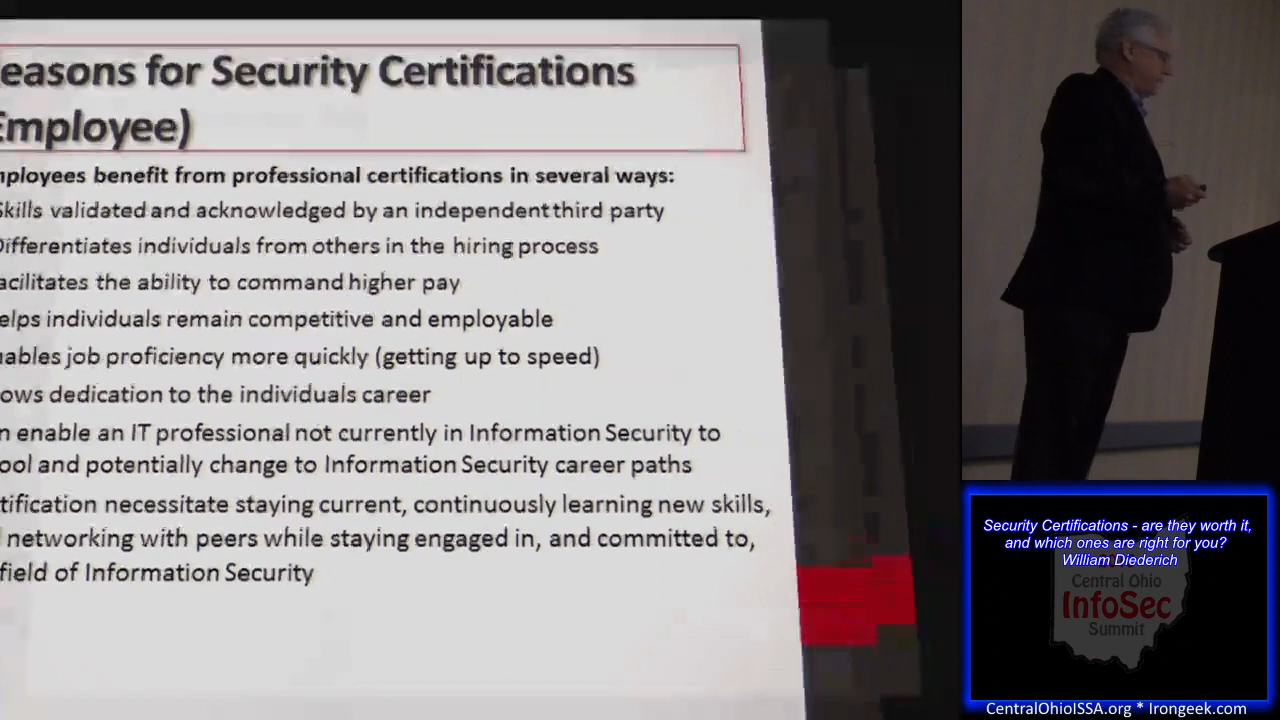 easons for Security Certifications
Employee)
mployees benefit from professional certifications in several ways:
Skills validated and acknowledged by an independent third party
Differentiates individuals from others in the hiring process
acilitates the ability to command higher pay
elps individuals remain competitive and employable
nables job proficiency more quickly (getting up to speed)
ows dedication to the individuals career
n enable an IT professional not currently in Information Security to
ool and potentially change to Information Security career paths
tification necessitate staying current, continuously learning new skills,
networking with peers while staying engaged in, and committed to,
field of Information Security
Security Certifications - are they worth it,
and which ones are right for you?
William Diederich
Central Ohio
InfoSec
Summit
CentralOhioISSA.org * Irongeek.com